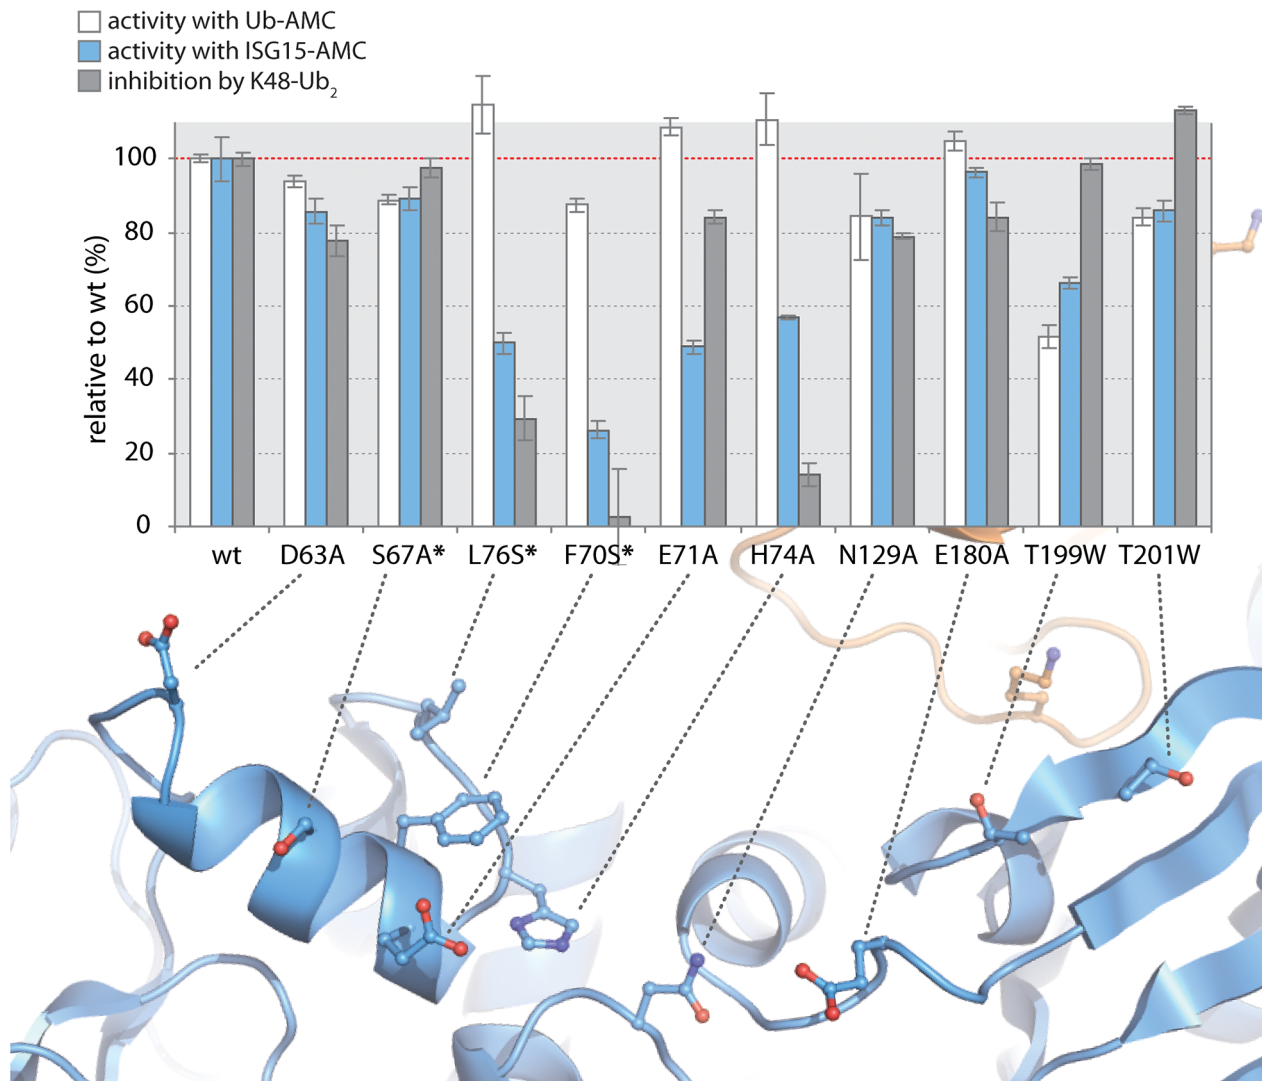 activity with Ub-AMC
activity with ISG15-AMC
inhibition by K48-Ub₂
relative to wt (%)
100
80
60
40
20
0
wt D63A S67A* L76S* F70S* E71A H74A N129A E180A T199W T201W